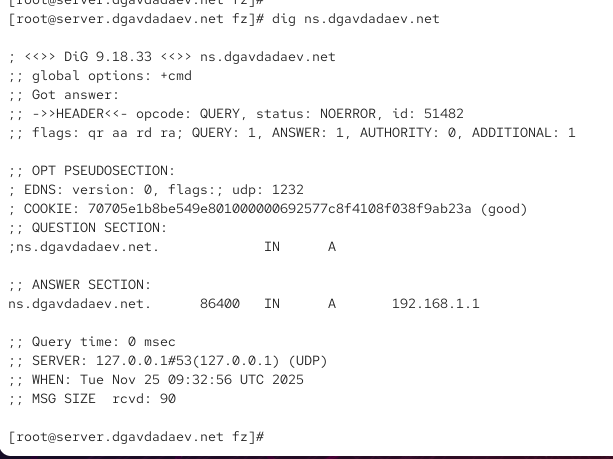 [root@server.dgavdadaev.net fz]#
[root@server.dgavdadaev.net fz]# dig ns.dgavdadaev.net
; <<>> DiG 9.18.33 <<>> ns.dgavdadaev.net
;; global options: +cmd
;; Got answer:
;; ->>HEADER<<- opcode: QUERY, status: NOERROR, id: 51482
;; flags: qr aa rd ra; QUERY: 1, ANSWER: 1, AUTHORITY: 0, ADDITIONAL: 1
;; OPT PSEUDOSECTION:
; EDNS: version: 0, flags:; udp: 1232
; COOKIE: 70705e1b8be549e801000000692577c8f4108f038f9ab23a (good)
;; QUESTION SECTION:
;ns.dgavdadaev.net. IN A
;; ANSWER SECTION:
ns.dgavdadaev.net. 86400 IN A 192.168.1.1
;; Query time: 0 msec
;; SERVER: 127.0.0.1#53(127.0.0.1) (UDP)
;; WHEN: Tue Nov 25 09:32:56 UTC 2025
;; MSG SIZE rcvd: 90
[root@server.dgavdadaev.net fz]#